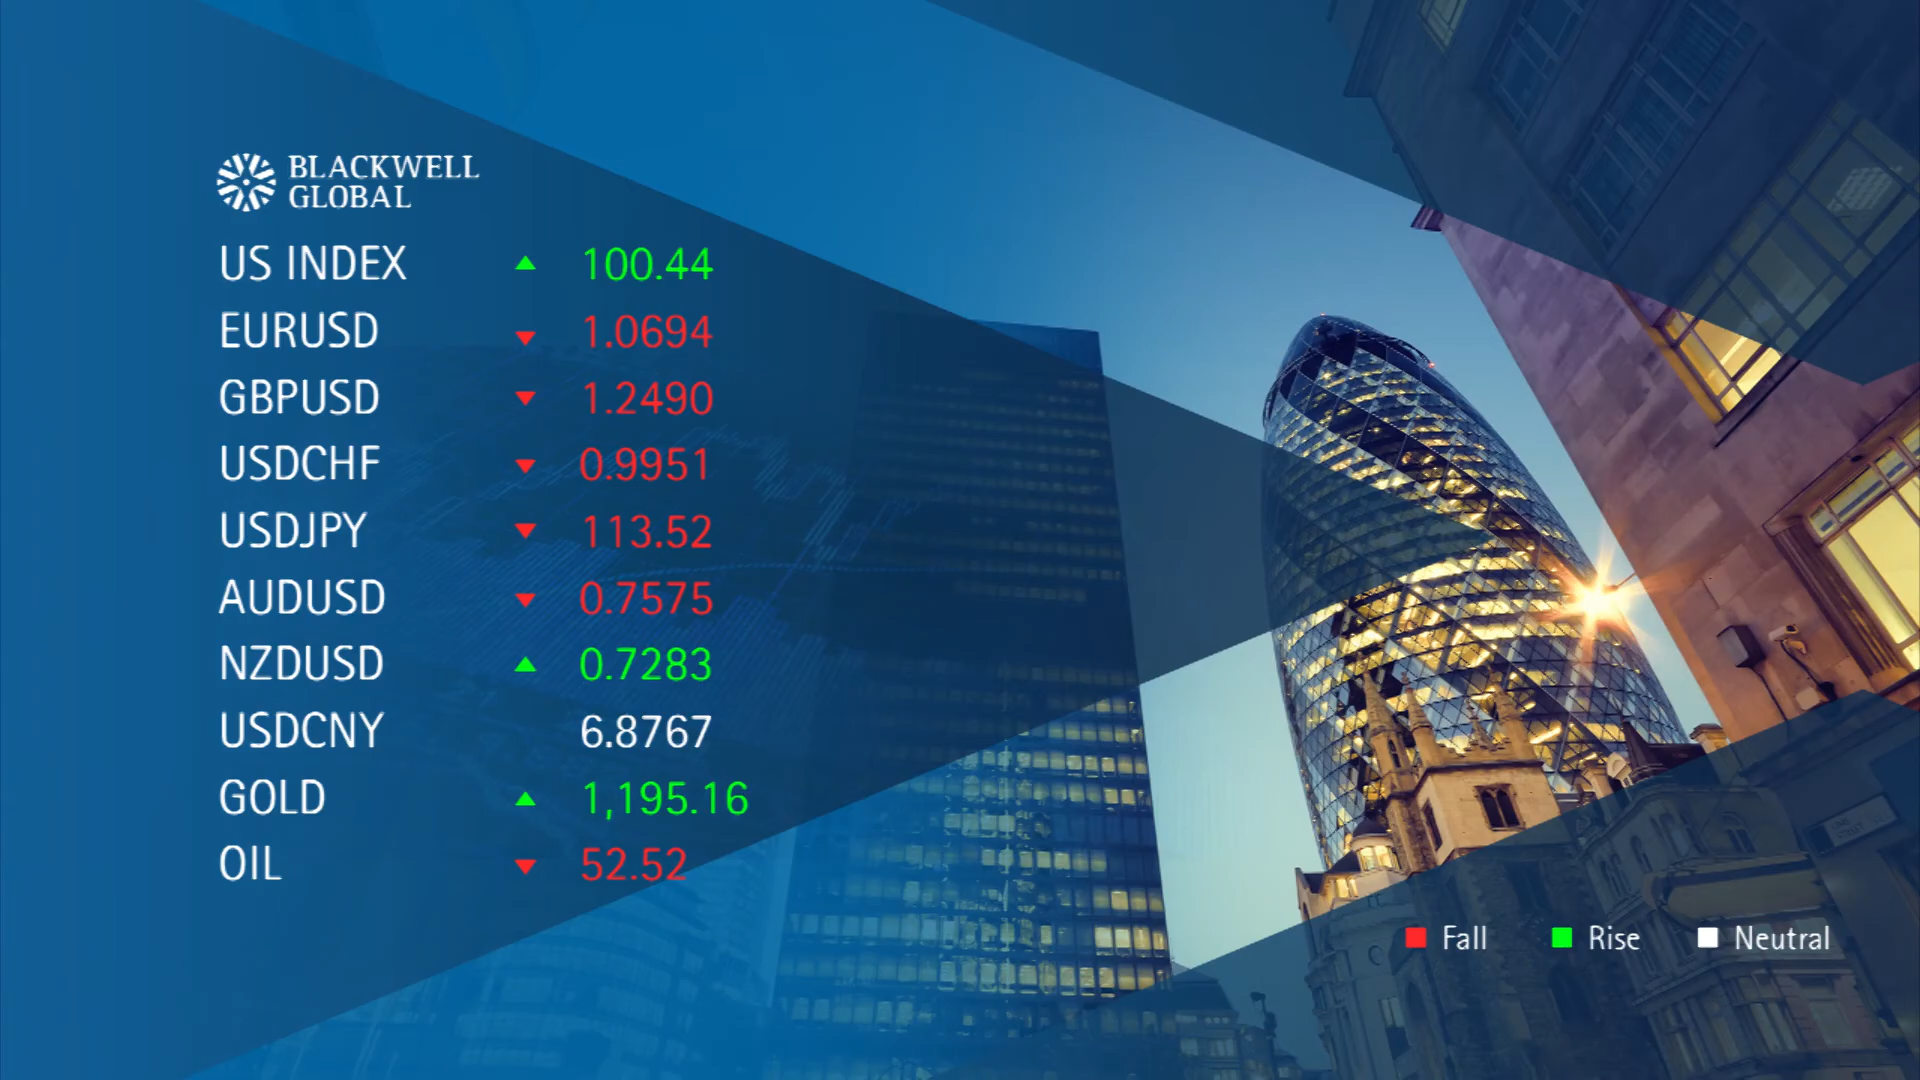 BLACKWELL
GLOBAL
US INDEX ▲ 100.44
EURUSD ▼ 1.0694
GBPUSD ▼ 1.2490
USDCHF ▼ 0.9951
USDJPY ▼ 113.52
AUDUSD ▼ 0.7575
NZDUSD ▲ 0.7283
USDCNY 6.8767
GOLD ▲ 1,195.16
OIL ▼ 52.52
Fall Rise Neutral